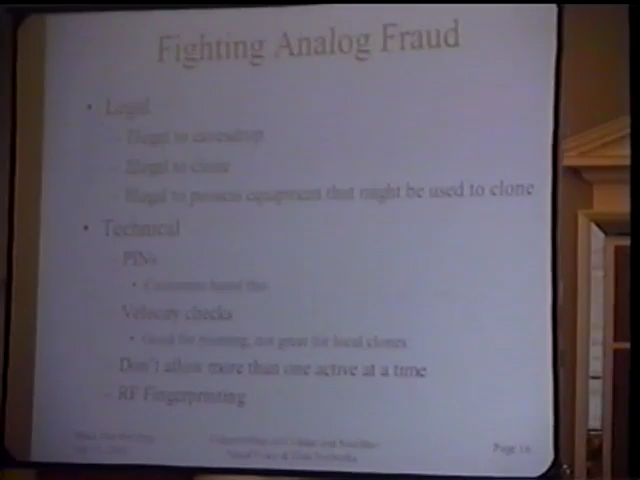 Fighting Analog Fraud
• Legal
– Illegal to eavesdrop
– Illegal to clone
– Illegal to possess equipment that might be used to clone
• Technical
– PINs
• Customers hated this
– Velocity checks
• Good for roaming, not great for local clones
– Don't allow more than one active at a time
– RF Fingerprinting
Page 16